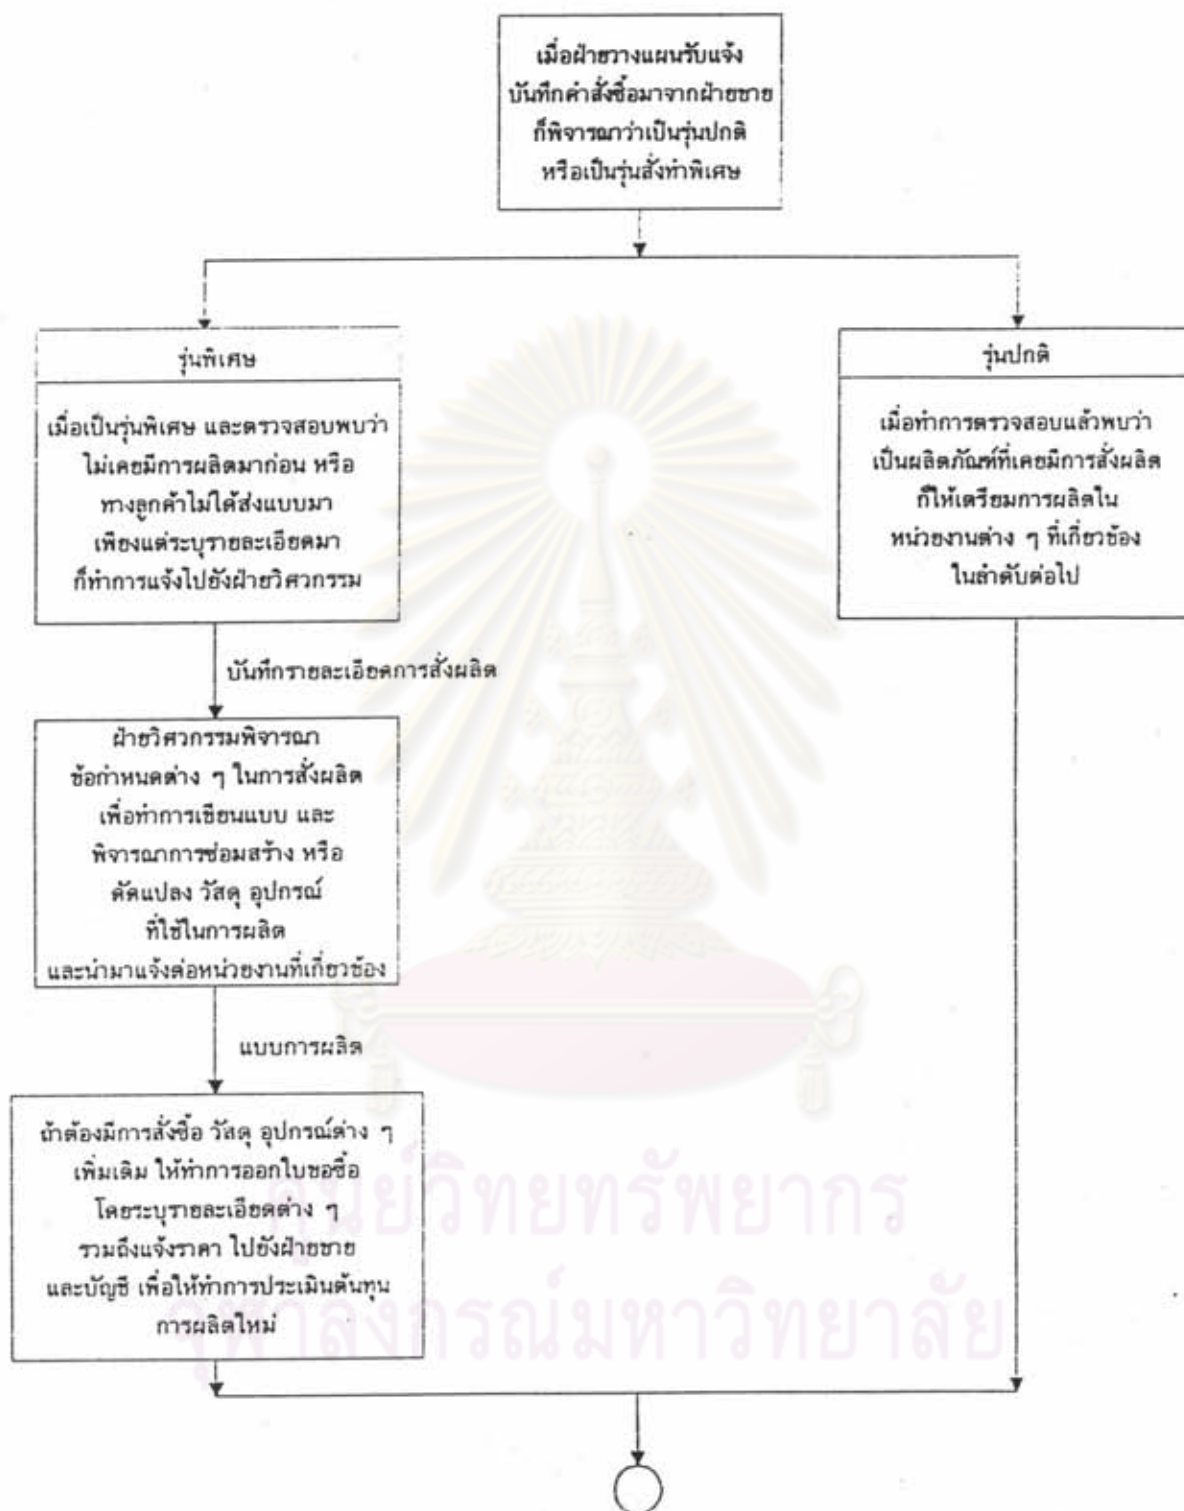 เมื่อฝ่ายวางแผนรับแจ้ง
บันทึกคำสั่งซื้อมาจากฝ่ายขาย
ก็พิจารณาว่าเป็นรุ่นปกติ
หรือเป็นรุ่นสั่งทำพิเศษ
รุ่นพิเศษ
เมื่อเป็นรุ่นพิเศษ และตรวจสอบพบว่า
ไม่เคยมีการผลิตมาก่อน หรือ
ทางลูกค้าไม่ได้ส่งแบบมา
เพียงแต่ระบุรายละเอียดมา
ก็ทำการแจ้งไปยังฝ่ายวิศวกรรม
รุ่นปกติ
เมื่อทำการตรวจสอบแล้วพบว่า
เป็นผลิตภัณฑ์ที่เคยมีการสั่งผลิต
ก็ให้เตรียมการผลิตใน
หน่วยงานต่าง ๆ ที่เกี่ยวข้อง
ในลำดับต่อไป
บันทึกรายละเอียดการสั่งผลิต
ฝ่ายวิศวกรรมพิจารณา
ข้อกำหนดต่าง ๆ ในการสั่งผลิต
เพื่อทำการเขียนแบบ และ
พิจารณาการซ่อมสร้าง หรือ
ดัดแปลง วัสดุ อุปกรณ์
ที่ใช้ในการผลิต
และนำมาแจ้งต่อหน่วยงานที่เกี่ยวข้อง
แบบการผลิต
ถ้าต้องมีการสั่งซื้อ วัสดุ อุปกรณ์ต่าง ๆ
เพิ่มเติม ให้ทำการออกใบขอซื้อ
โดยระบุรายละเอียดต่าง ๆ
รวมถึงแจ้งราคา ไปยังฝ่ายขาย
และบัญชี เพื่อให้ทำการประเมินต้นทุน
การผลิตใหม่
ศูนย์วิทยทรัพยากร
จุฬาลงกรณ์มหาวิทยาลัย